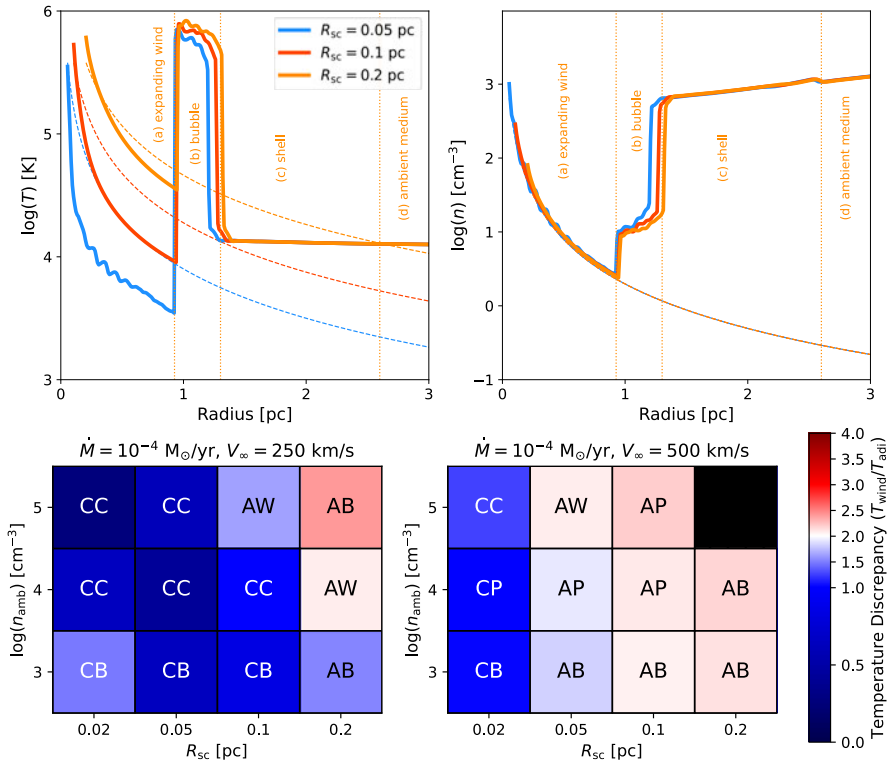 R_sc = 0.05 pc
R_sc = 0.1 pc
R_sc = 0.2 pc
(a) expanding wind
(b) bubble
(c) shell
(d) ambient medium
log(T) [K]
6
5
4
3
0
1
2
3
Radius [pc]
(a) expanding wind
(b) bubble
(c) shell
(d) ambient medium
log(n) [cm⁻³]
3
2
1
0
−1
0
1
2
3
Radius [pc]
Ṁ = 10⁻⁴ M⊙/yr, V∞ = 250 km/s
log(n_amb) [cm⁻³]
5
CC
CC
AW
AB
4
CC
CC
CC
AW
3
CB
CB
CB
AB
0.02
0.05
0.1
0.2
R_sc [pc]
Ṁ = 10⁻⁴ M⊙/yr, V∞ = 500 km/s
log(n_amb) [cm⁻³]
5
CC
AW
AP
4
CP
AP
AP
AB
3
CB
AB
AB
AB
0.02
0.05
0.1
0.2
R_sc [pc]
4.0
3.5
3.0
2.5
2.0
1.5
1.0
0.5
0.0
Temperature Discrepancy (T_wind/T_adi)